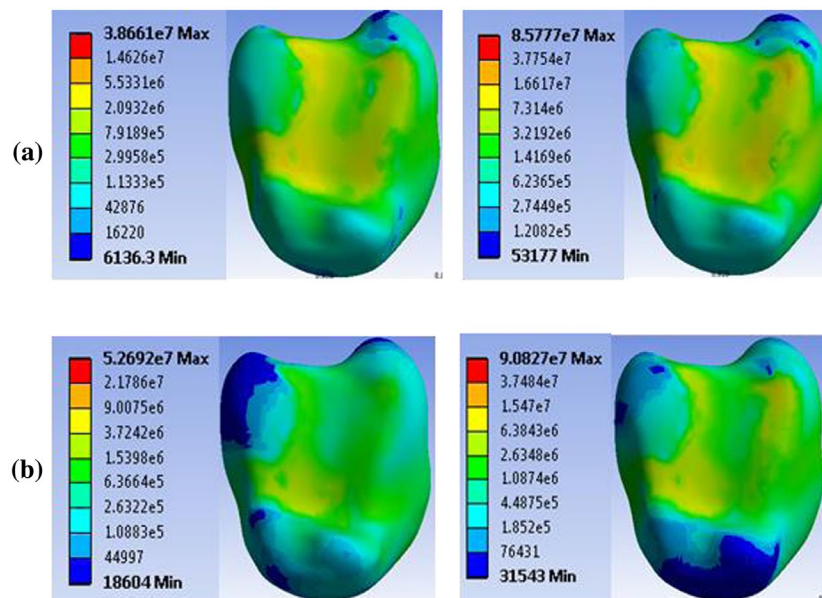 3.8661e7 Max
1.4626e7
5.5331e6
2.0932e6
7.9189e5
2.9958e5
1.1333e5
42876
16220
6136.3 Min
(a)
8.5777e7 Max
3.7754e7
1.6617e7
7.314e6
3.2192e6
1.4169e6
6.2365e5
2.7449e5
1.2082e5
53177 Min
5.2692e7 Max
2.1786e7
9.0075e6
3.7242e6
1.5398e6
6.3664e5
2.6322e5
1.0883e5
44997
18604 Min
(b)
9.0827e7 Max
3.7484e7
1.547e7
6.3843e6
2.6348e6
1.0874e6
4.4875e5
1.852e5
76431
31543 Min